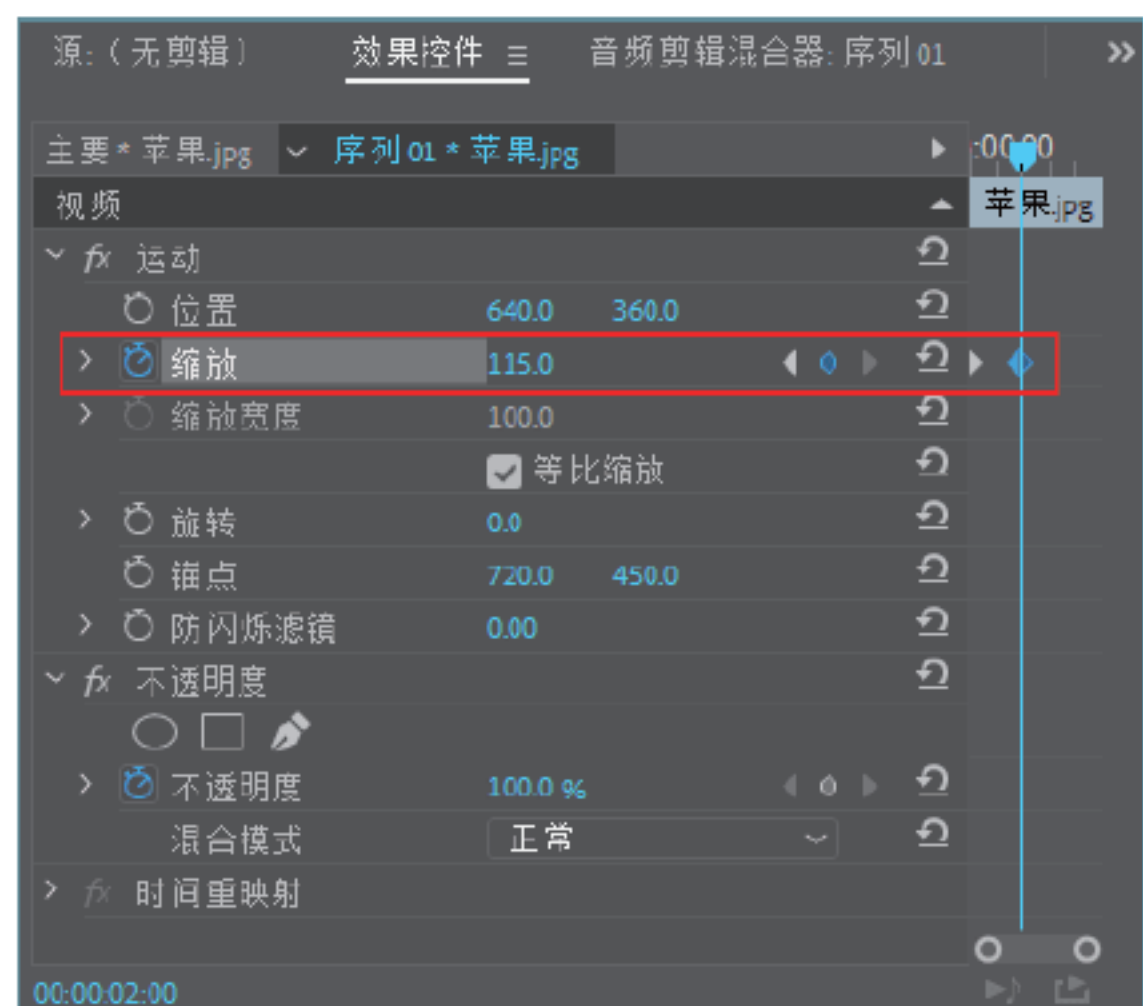 源:（无剪辑） 效果控件 音频剪辑混合器: 序列 01
主要 * 苹果.jpg 序列 01 * 苹果.jpg :00:00
视频 苹果.jpg
fx 运动
位置 640.0 360.0
缩放 115.0
缩放宽度 100.0
等比缩放
旋转 0.0
锚点 720.0 450.0
防闪烁滤镜 0.00
fx 不透明度
不透明度 100.0 %
混合模式 正常
fx 时间重映射
00:00:02:00